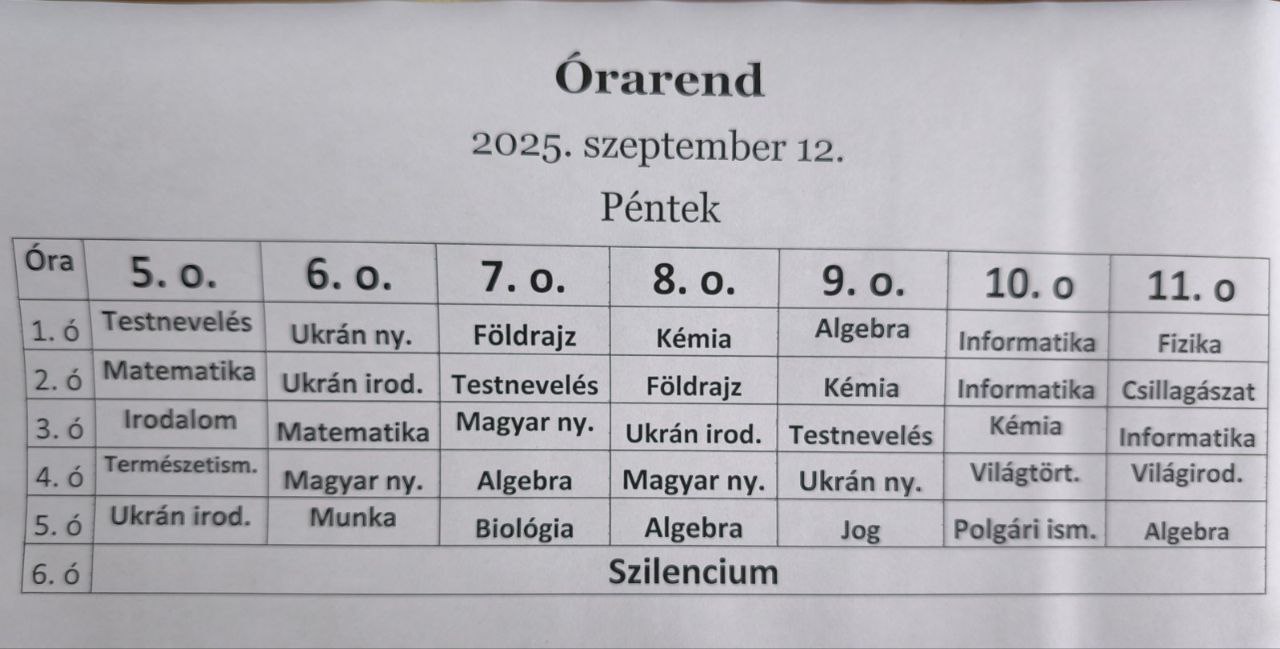 Órarend
2025. szeptember 12.
Péntek
Óra 5. o. 6. o. 7. o. 8. o. 9. o. 10. o 11. o
1. ó Testnevelés Ukrán ny. Földrajz Kémia Algebra Informatika Fizika
2. ó Matematika Ukrán irod. Testnevelés Földrajz Kémia Informatika Csillagászat
3. ó Irodalom Matematika Magyar ny. Ukrán irod. Testnevelés Kémia Informatika
4. ó Természetism. Magyar ny. Algebra Magyar ny. Ukrán ny. Világtört. Világirod.
5. ó Ukrán irod. Munka Biológia Algebra Jog Polgári ism. Algebra
6. ó Szilencium